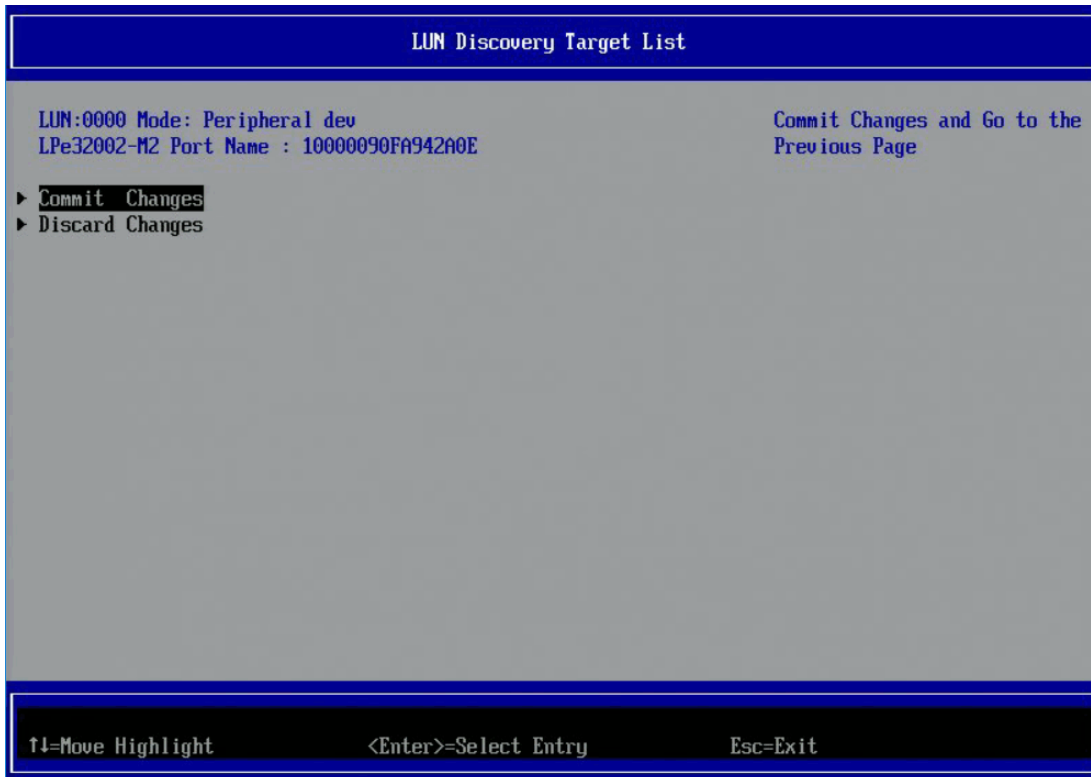 LUN Discovery Target List
LUN:0000 Mode: Peripheral dev
LPe32002-M2 Port Name : 10000090FA942A0E
Commit Changes and Go to the
Previous Page
Commit  Changes
Discard Changes
↑↓=Move Highlight <Enter>=Select Entry Esc=Exit